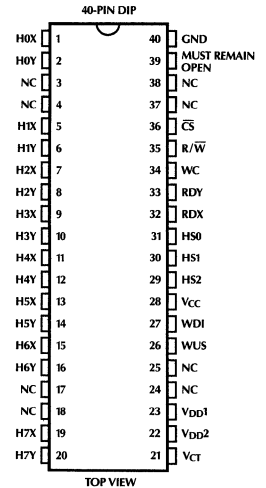 40-PIN DIP
H0X 1 40 GND
H0Y 2 39 MUST REMAIN OPEN
NC 3 38 NC
NC 4 37 NC
H1X 5 36 C̅S̅
H1Y 6 35 R/W̅
H2X 7 34 WC
H2Y 8 33 RDY
H3X 9 32 RDX
H3Y 10 31 HS0
H4X 11 30 HS1
H4Y 12 29 HS2
H5X 13 28 VCC
H5Y 14 27 WDI
H6X 15 26 WUS
H6Y 16 25 NC
NC 17 24 NC
NC 18 23 VDD1
H7X 19 22 VDD2
H7Y 20 21 VCT
TOP VIEW